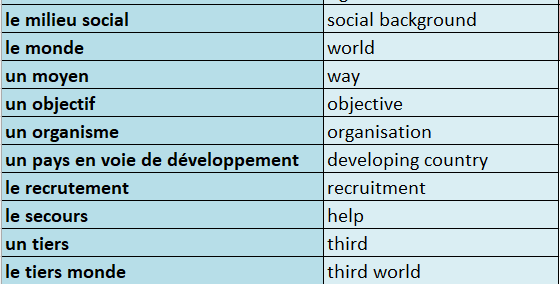 le milieu social social background
le monde world
un moyen way
un objectif objective
un organisme organisation
un pays en voie de développement developing country
le recrutement recruitment
le secours help
un tiers third
le tiers monde third world